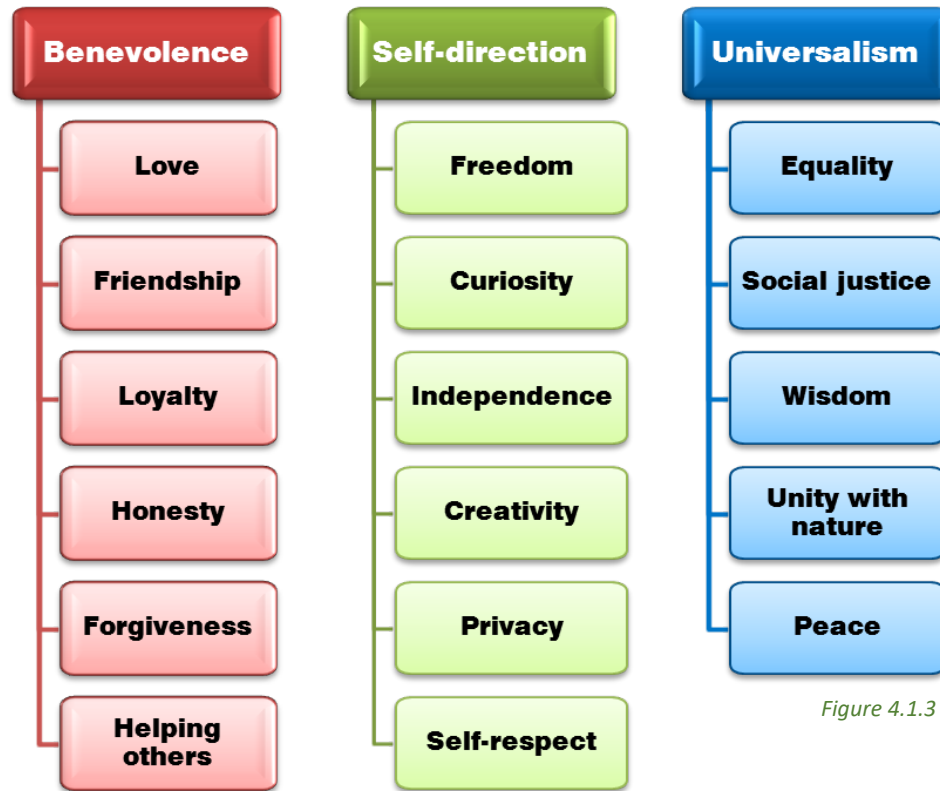 Benevolence
Love
Friendship
Loyalty
Honesty
Forgiveness
Helping
others
Self-direction
Freedom
Curiosity
Independence
Creativity
Privacy
Self-respect
Universalism
Equality
Social justice
Wisdom
Unity with
nature
Peace
Figure 4.1.3